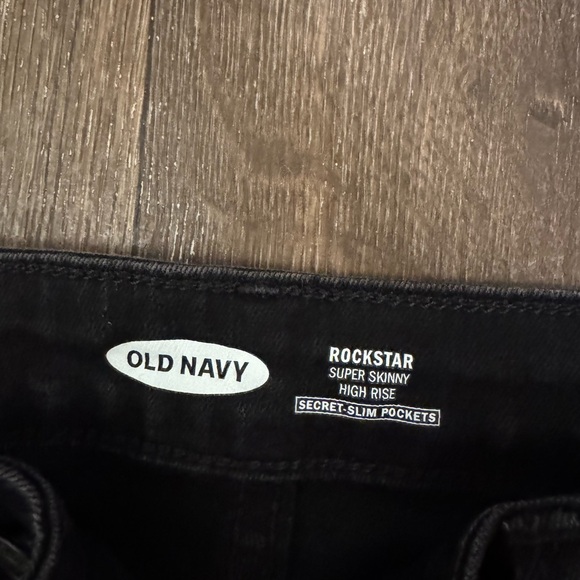 OLD NAVY
ROCKSTAR
SUPER SKINNY
HIGH RISE
SECRET-SLIM POCKETS